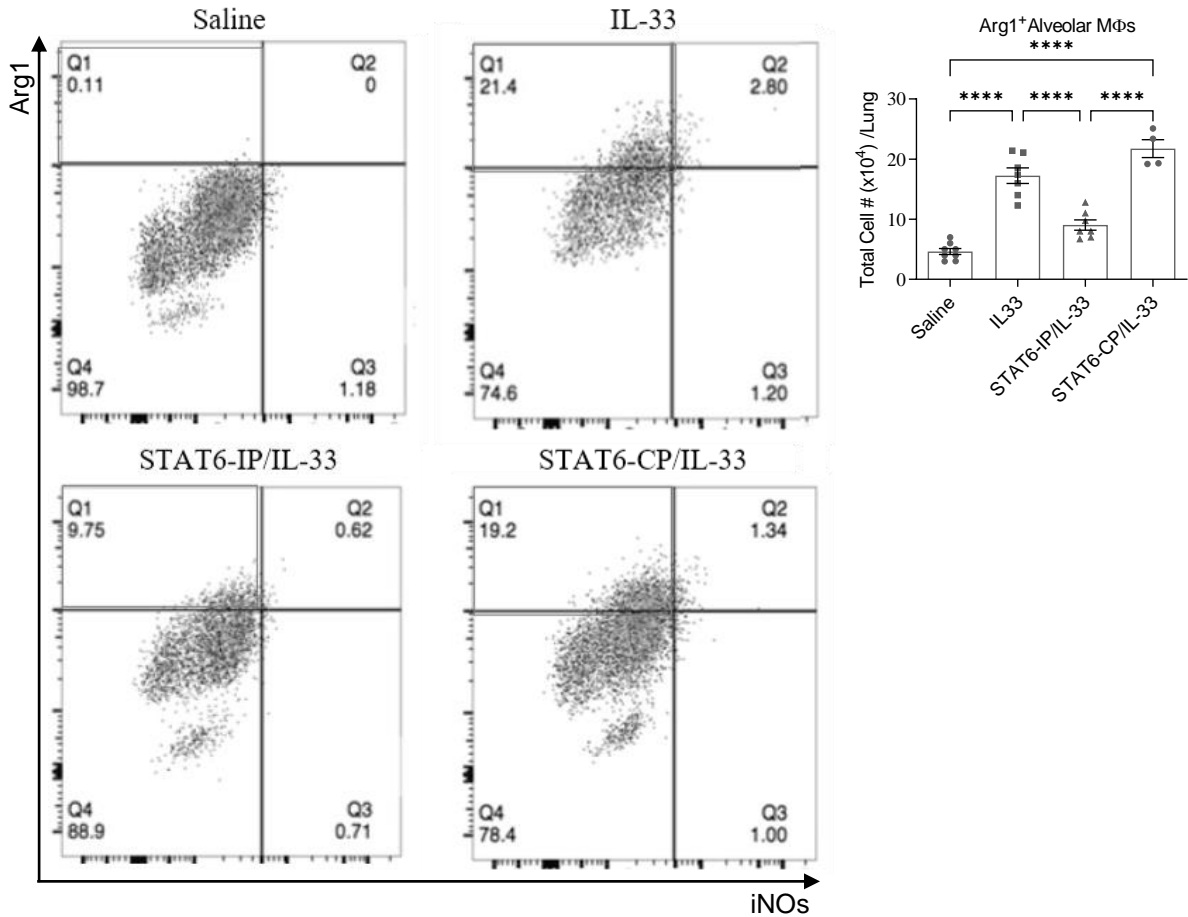 Saline
IL-33
Arg1
Q1
0.11
Q2
0
Q4
98.7
Q3
1.18
Q1
21.4
Q2
2.80
Q4
74.6
Q3
1.20
STAT6-IP/IL-33
STAT6-CP/IL-33
Q1
9.75
Q2
0.62
Q4
88.9
Q3
0.71
Q1
19.2
Q2
1.34
Q4
78.4
Q3
1.00
iNOs
Arg1+Alveolar MΦs
****
**** **** ****
Total Cell # (x10⁴) /Lung
30
20
10
0
Saline
IL33
STAT6-IP/IL-33
STAT6-CP/IL-33